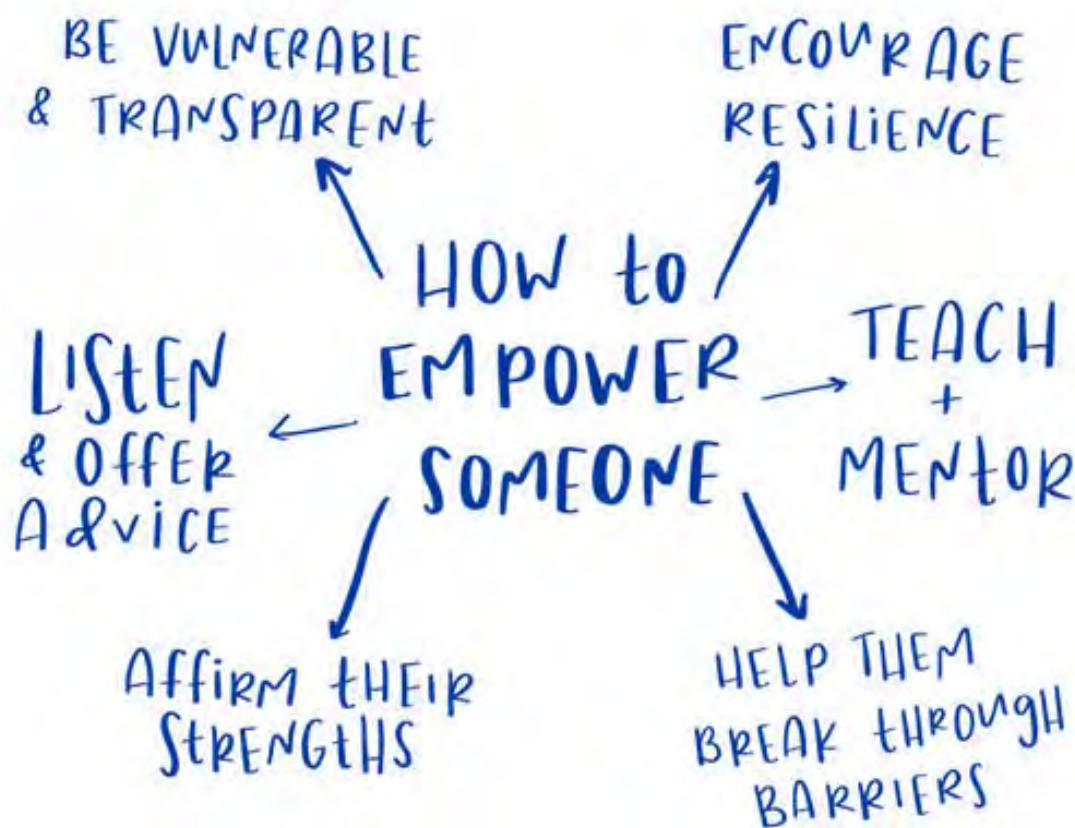 BE VULNERABLE
& TRANSPARENt
ENCOURAGE
RESiLiENCE
HOW to
EMPOWER
SOMEONE
LIStEN
& OffER
AdviCE
TEACH
+
MENtOR
AffiRM tHEiR
StRENGtHS
HELP THEM
BREAK tHROUgH
BARRIERS